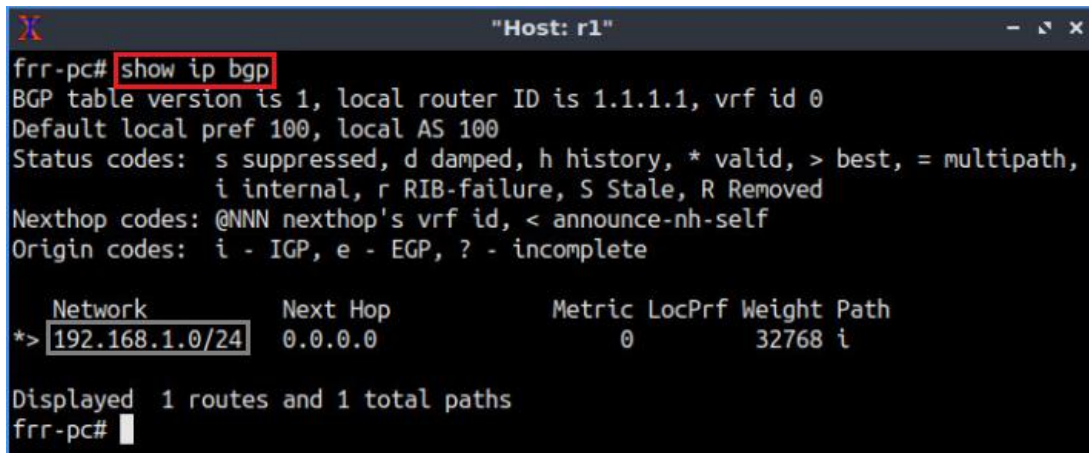 "Host: r1"
frr-pc# show ip bgp
BGP table version is 1, local router ID is 1.1.1.1, vrf id 0
Default local pref 100, local AS 100
Status codes:  s suppressed, d damped, h history, * valid, > best, = multipath,
               i internal, r RIB-failure, S Stale, R Removed
Nexthop codes: @NNN nexthop's vrf id, < announce-nh-self
Origin codes:  i - IGP, e - EGP, ? - incomplete
   Network          Next Hop            Metric LocPrf Weight Path
*> 192.168.1.0/24   0.0.0.0                  0         32768 i
Displayed  1 routes and 1 total paths
frr-pc#